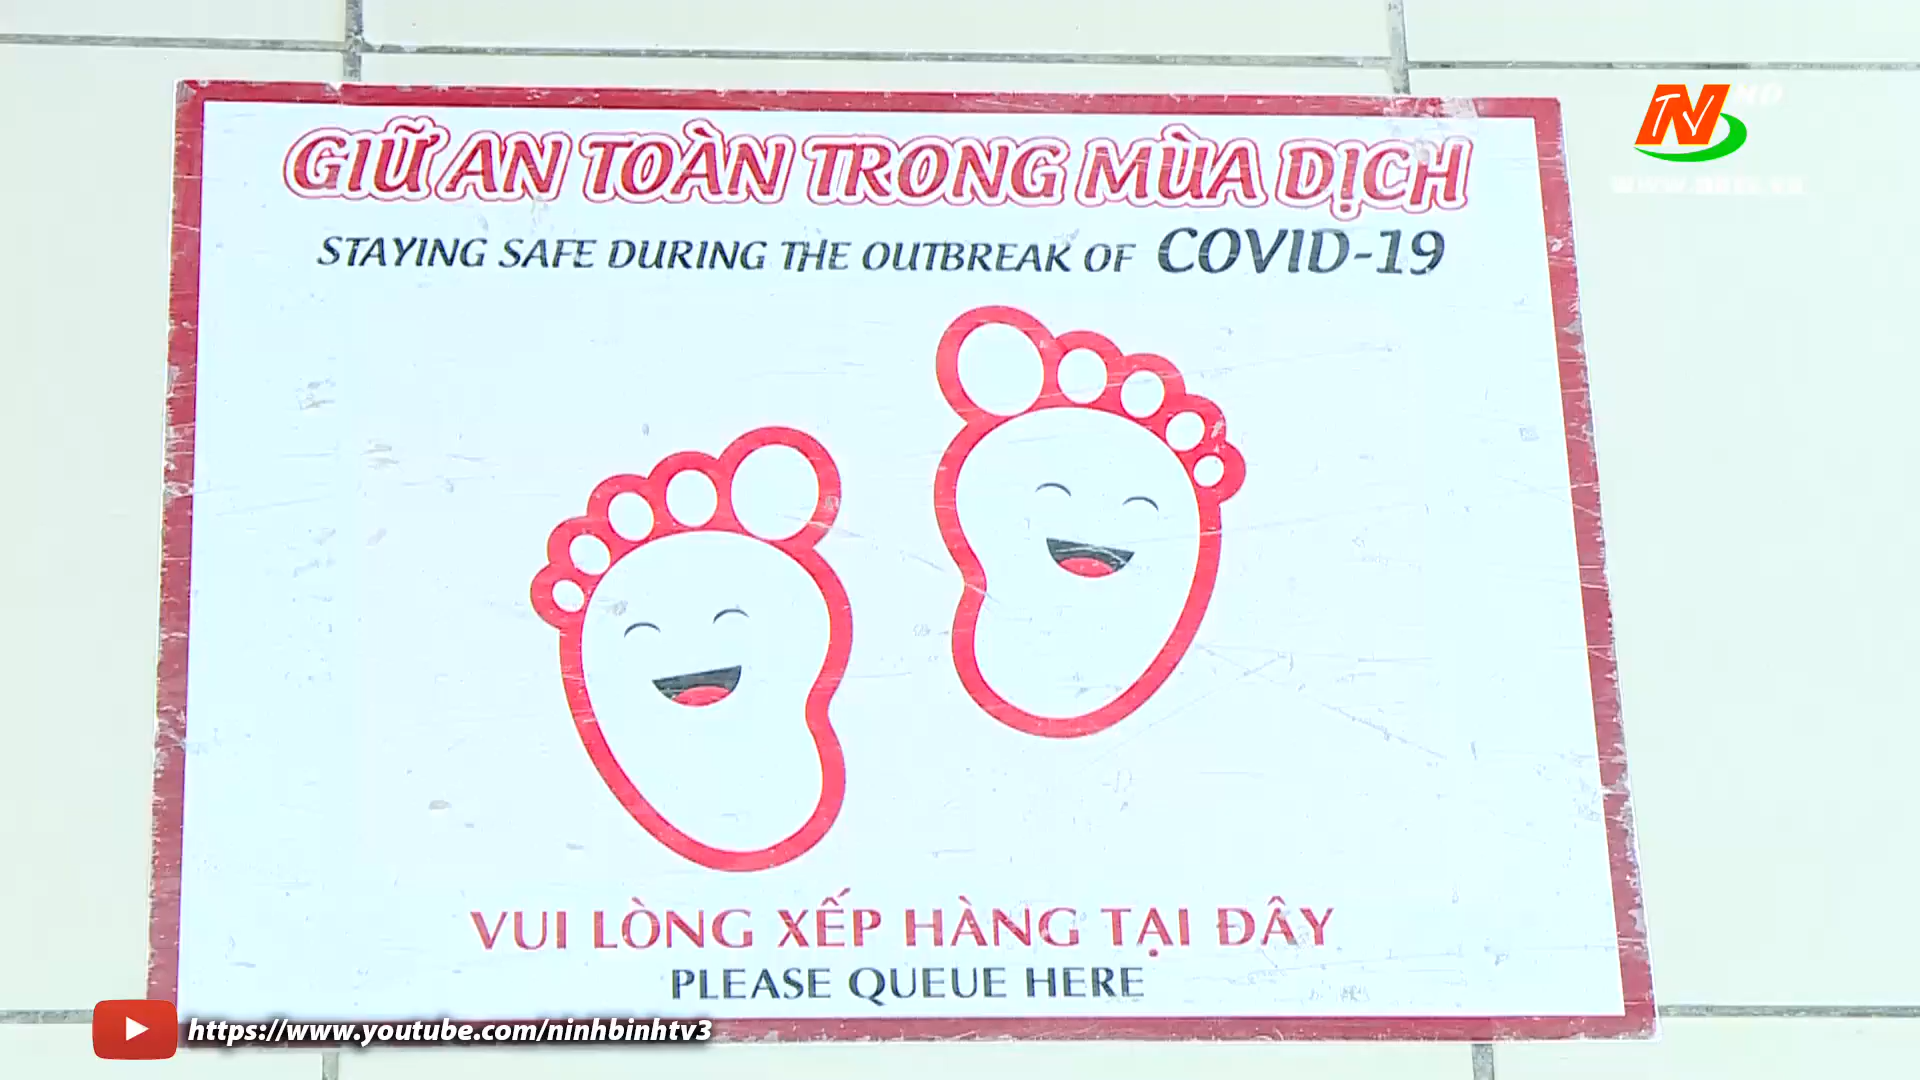 GIỮ AN TOÀN TRONG MÙA DỊCH
STAYING SAFE DURING THE OUTBREAK OF COVID-19
VUI LÒNG XẾP HÀNG TẠI ĐÂY
PLEASE QUEUE HERE
https://www.youtube.com/ninhbinhtv3